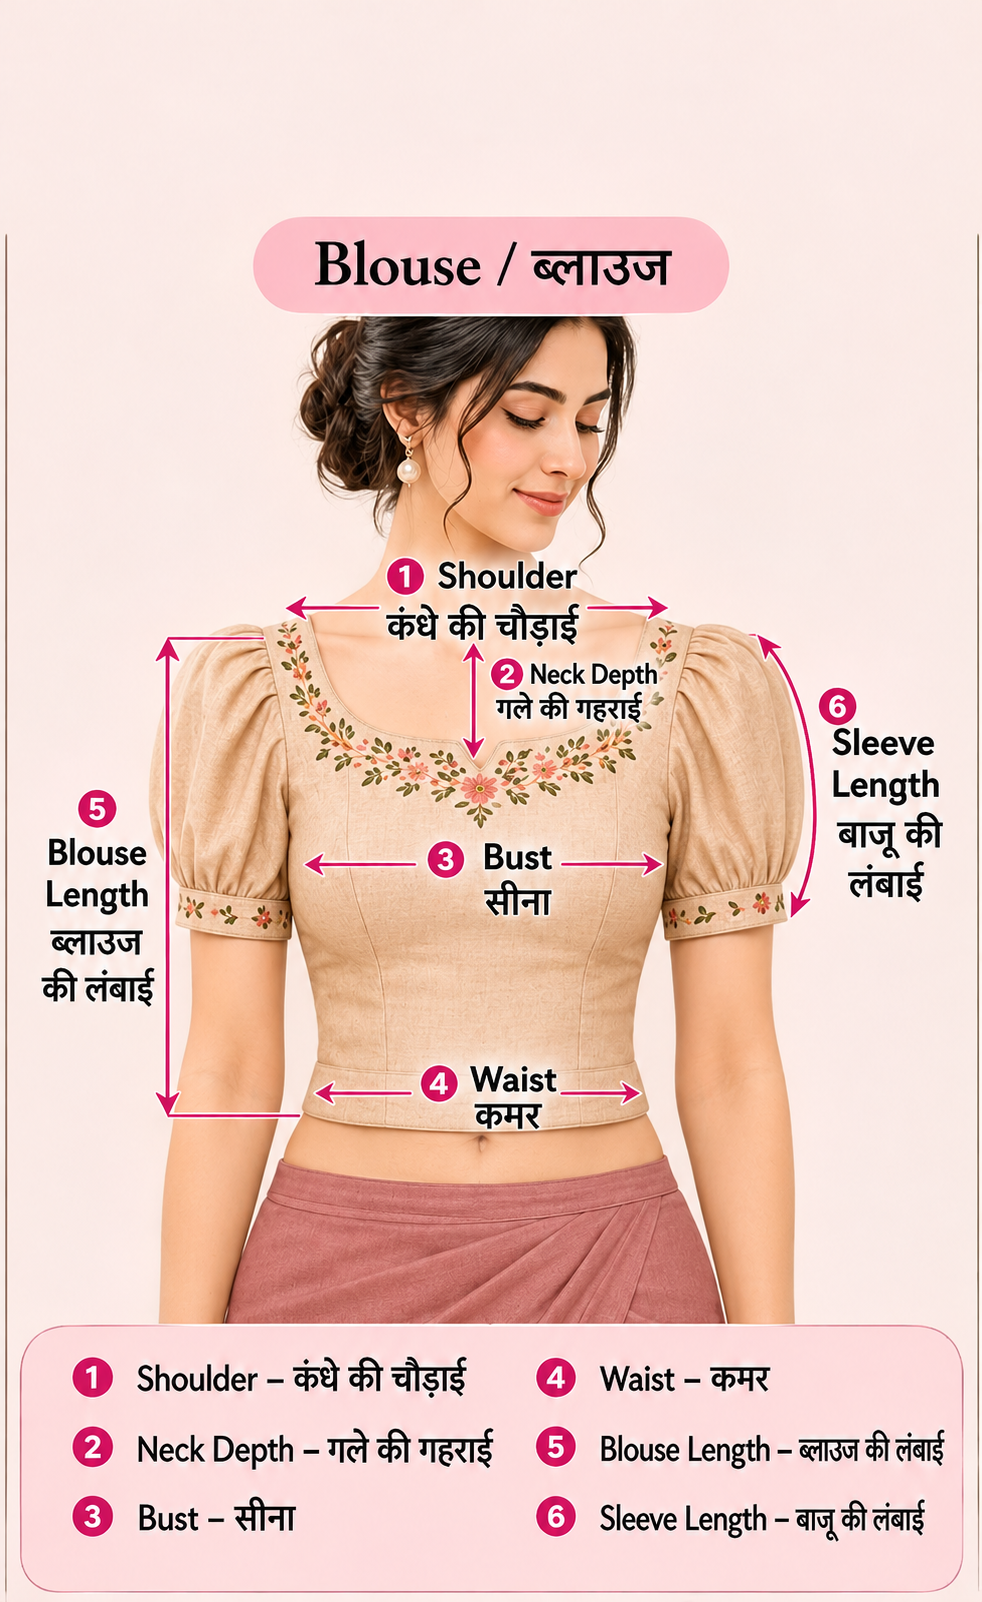 Blouse / ब्लाउज
1 Shoulder
कंधे की चौड़ाई
2 Neck Depth
गले की गहराई
6
Sleeve
Length
बाजू की
लंबाई
5
Blouse
Length
ब्लाउज
की लंबाई
3 Bust
सीना
4 Waist
कमर
1 Shoulder – कंधे की चौड़ाई
2 Neck Depth – गले की गहराई
3 Bust – सीना
4 Waist – कमर
5 Blouse Length – ब्लाउज की लंबाई
6 Sleeve Length – बाजू की लंबाई